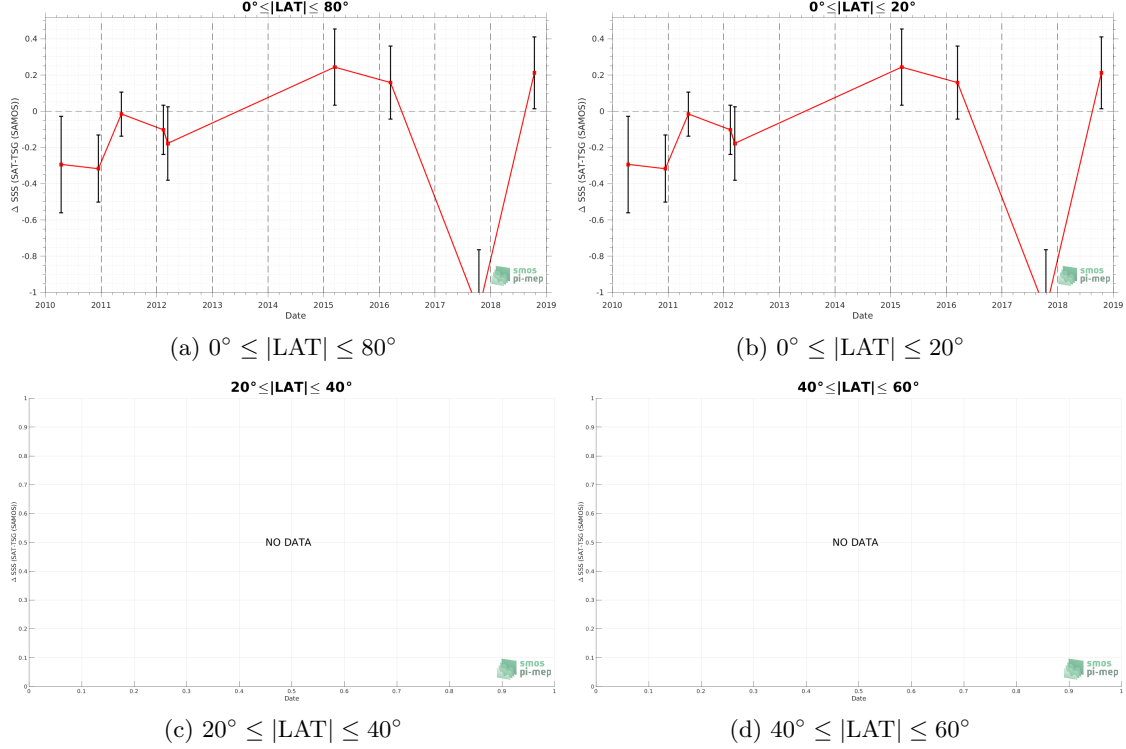 0°≤|LAT|≤ 80°
0.4
0.2
0
-0.2
-0.4
-0.6
-0.8
-1
Δ SSS (SAT-TSG (SAMOS))
2010 2011 2012 2013 2014 2015 2016 2017 2018 2019
Date
smos
pi-mep
(a) 0° ≤ |LAT| ≤ 80°
0°≤|LAT|≤ 20°
0.4
0.2
0
-0.2
-0.4
-0.6
-0.8
-1
Δ SSS (SAT-TSG (SAMOS))
2010 2011 2012 2013 2014 2015 2016 2017 2018 2019
Date
smos
pi-mep
(b) 0° ≤ |LAT| ≤ 20°
20°≤|LAT|≤ 40°
1
0.9
0.8
0.7
0.6
0.5
0.4
0.3
0.2
0.1
0
Δ SSS (SAT-TSG (SAMOS))
NO DATA
0 0.1 0.2 0.3 0.4 0.5 0.6 0.7 0.8 0.9 1
Date
smos
pi-mep
(c) 20° ≤ |LAT| ≤ 40°
40°≤|LAT|≤ 60°
1
0.9
0.8
0.7
0.6
0.5
0.4
0.3
0.2
0.1
0
Δ SSS (SAT-TSG (SAMOS))
NO DATA
0 0.1 0.2 0.3 0.4 0.5 0.6 0.7 0.8 0.9 1
Date
smos
pi-mep
(d) 40° ≤ |LAT| ≤ 60°